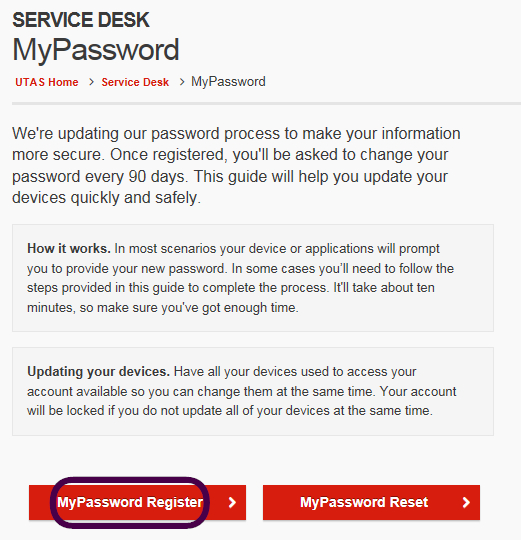 SERVICE DESK
MyPassword
UTAS Home > Service Desk > MyPassword
We're updating our password process to make your information
more secure. Once registered, you'll be asked to change your
password every 90 days. This guide will help you update your
devices quickly and safely.
How it works. In most scenarios your device or applications will prompt
you to provide your new password. In some cases you'll need to follow the
steps provided in this guide to complete the process. It'll take about ten
minutes, so make sure you've got enough time.
Updating your devices. Have all your devices used to access your
account available so you can change them at the same time. Your account
will be locked if you do not update all of your devices at the same time.
MyPassword Register
MyPassword Reset